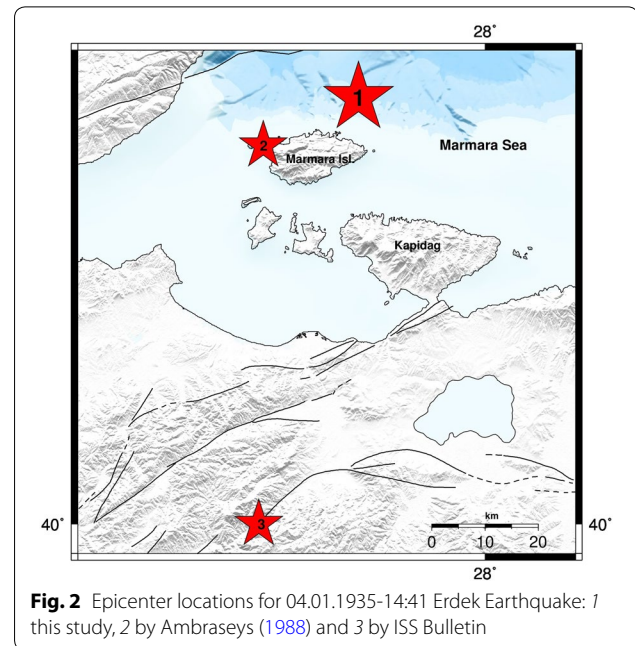 28°
1
Marmara Sea
2
Marmara Isl.
Kapidag
3
40°
40°
km
0 10 20
28°
Fig. 2 Epicenter locations for 04.01.1935-14:41 Erdek Earthquake: 1
this study, 2 by Ambraseys (1988) and 3 by ISS Bulletin